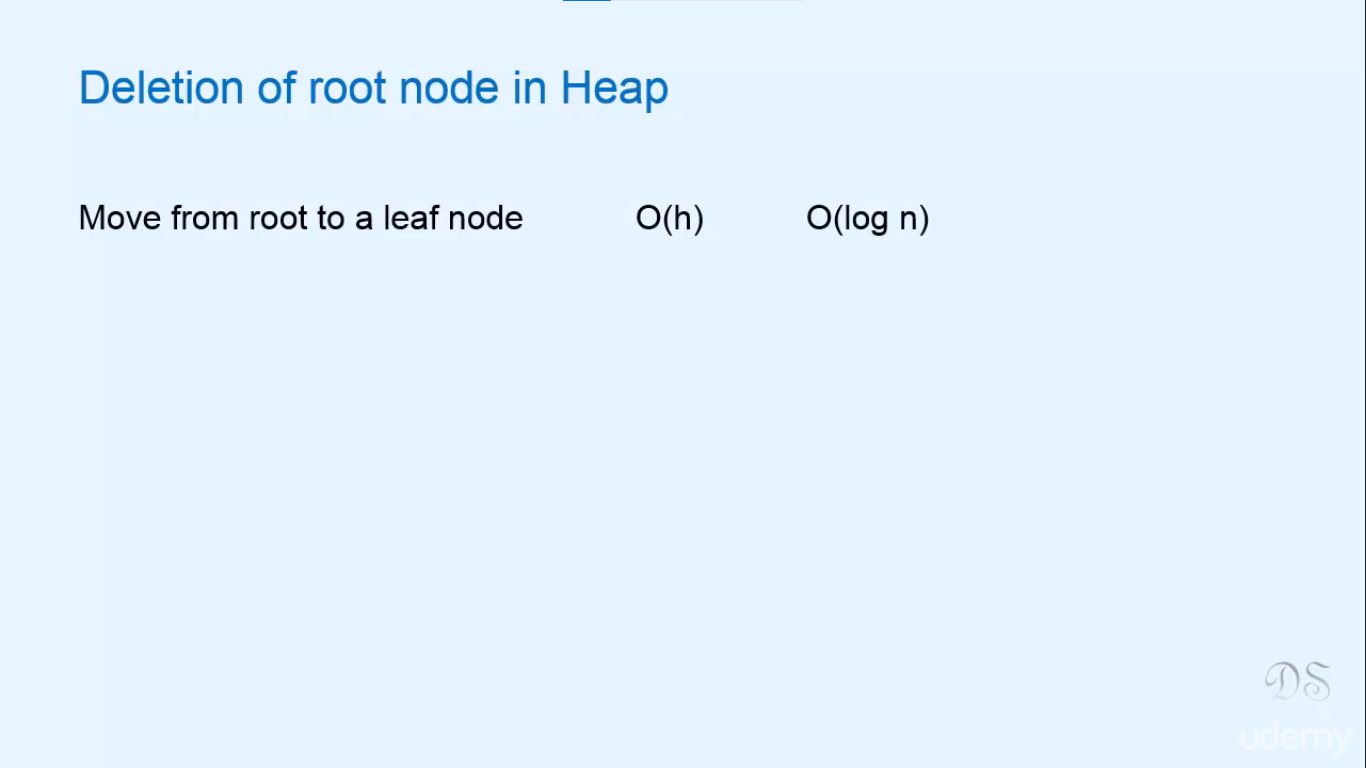 Deletion of root node in Heap
Move from root to a leaf node O(h) O(log n)
DS
udemy